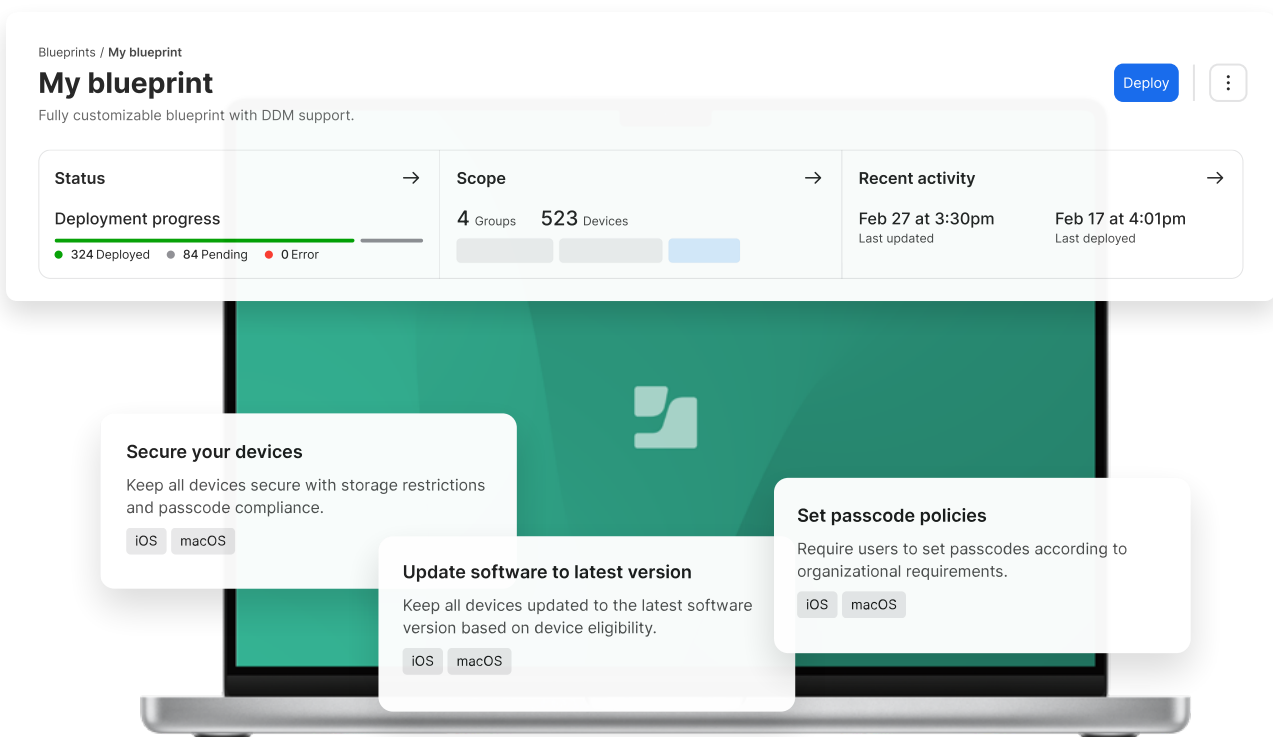 Blueprints / My blueprint
My blueprint
Fully customizable blueprint with DDM support.
Deploy
Status
Deployment progress
324 Deployed 84 Pending 0 Error
Scope
4 Groups 523 Devices
Recent activity
Feb 27 at 3:30pm Feb 17 at 4:01pm
Last updated Last deployed
Secure your devices
Keep all devices secure with storage restrictions
and passcode compliance.
iOS macOS
Update software to latest version
Keep all devices updated to the latest software
version based on device eligibility.
iOS macOS
Set passcode policies
Require users to set passcodes according to
organizational requirements.
iOS macOS